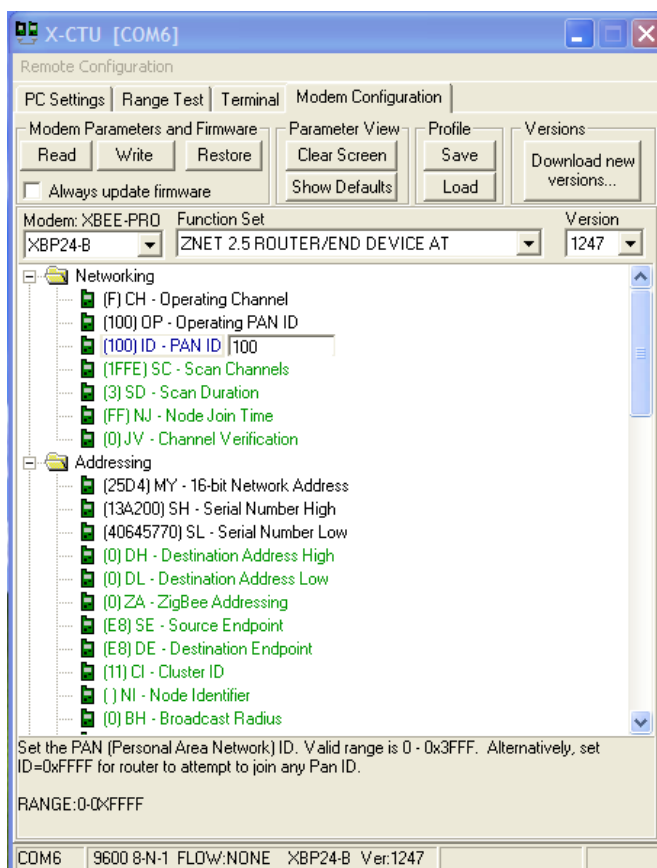 X-CTU [COM6]
Remote Configuration
PC Settings Range Test Terminal Modem Configuration
Modem Parameters and Firmware Parameter View Profile Versions
Read Write Restore Clear Screen Save Download new versions...
Always update firmware Show Defaults Load
Modem: XBEE-PRO Function Set Version
XBP24-B ZNET 2.5 ROUTER/END DEVICE AT 1247
Networking
(F) CH - Operating Channel
(100) OP - Operating PAN ID
(100) ID - PAN ID 100
(1FFE) SC - Scan Channels
(3) SD - Scan Duration
(FF) NJ - Node Join Time
(0) JV - Channel Verification
Addressing
(25D4) MY - 16-bit Network Address
(13A200) SH - Serial Number High
(40645770) SL - Serial Number Low
(0) DH - Destination Address High
(0) DL - Destination Address Low
(0) ZA - ZigBee Addressing
(E8) SE - Source Endpoint
(E8) DE - Destination Endpoint
(11) CI - Cluster ID
( ) NI - Node Identifier
(0) BH - Broadcast Radius
Set the PAN (Personal Area Network) ID. Valid range is 0 - 0x3FFF. Alternatively, set
ID=0xFFFF for router to attempt to join any Pan ID.
RANGE:0-0XFFFF
COM6 9600 8-N-1 FLOW:NONE XBP24-B Ver:1247